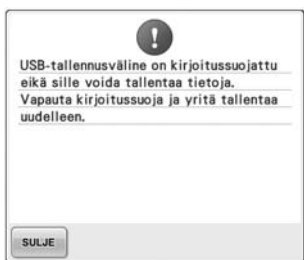 USB-tallennusväline on kirjoitussuojattu
eikä sille voida tallentaa tietoja.
Vapauta kirjoitussuoja ja yritä tallentaa
uudelleen.
SULJE